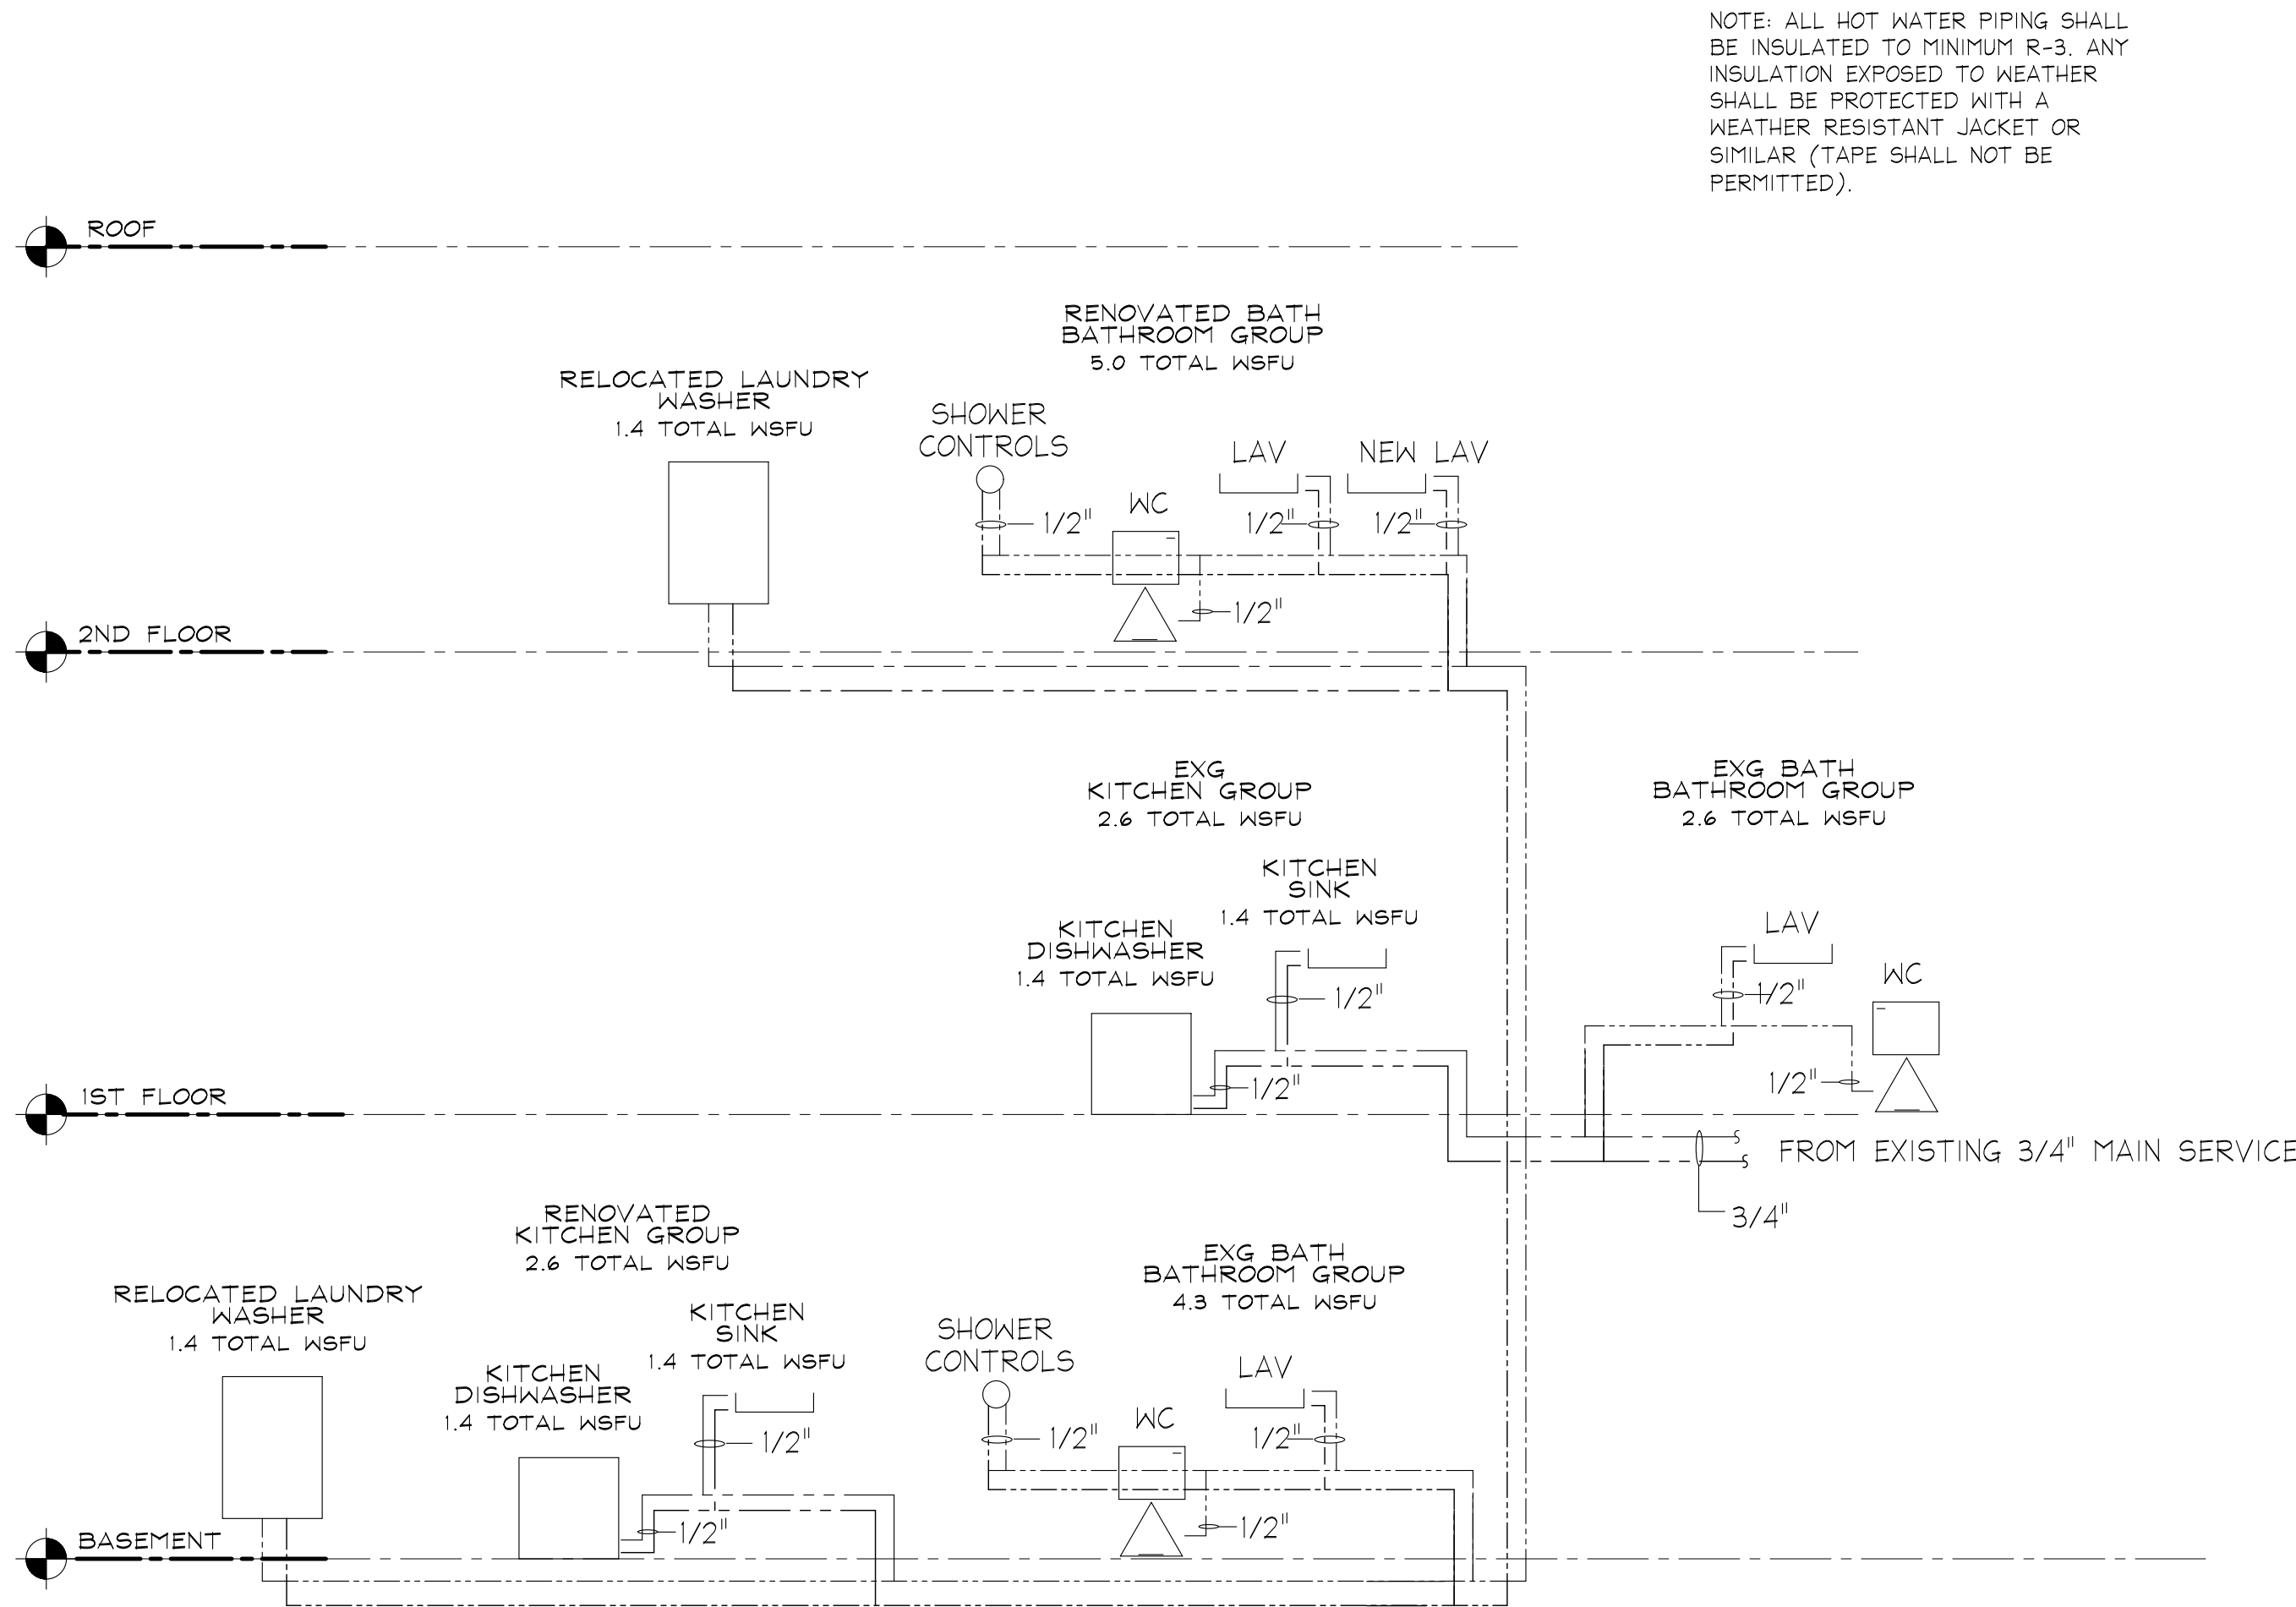 NOTE: ALL HOT WATER PIPING SHALL
BE INSULATED TO MINIMUM R-3. ANY
INSULATION EXPOSED TO WEATHER
SHALL BE PROTECTED WITH A
WEATHER RESISTANT JACKET OR
SIMILAR (TAPE SHALL NOT BE
PERMITTED).
ROOF
RENOVATED BATH
BATHROOM GROUP
5.0 TOTAL WSFU
RELOCATED LAUNDRY
WASHER
1.4 TOTAL WSFU
SHOWER
CONTROLS
1/2"
WC
1/2"
LAV
1/2"
NEW LAV
1/2"
2ND FLOOR
EXG
KITCHEN GROUP
2.6 TOTAL WSFU
EXG BATH
BATHROOM GROUP
2.6 TOTAL WSFU
KITCHEN
SINK
1.4 TOTAL WSFU
1/2"
KITCHEN
DISHWASHER
1.4 TOTAL WSFU
1/2"
LAV
1/2"
WC
1/2"
1ST FLOOR
FROM EXISTING 3/4" MAIN SERVICE
3/4"
RENOVATED
KITCHEN GROUP
2.6 TOTAL WSFU
EXG BATH
BATHROOM GROUP
4.3 TOTAL WSFU
RELOCATED LAUNDRY
WASHER
1.4 TOTAL WSFU
KITCHEN
SINK
1.4 TOTAL WSFU
1/2"
KITCHEN
DISHWASHER
1.4 TOTAL WSFU
1/2"
SHOWER
CONTROLS
1/2"
WC
1/2"
LAV
1/2"
BASEMENT